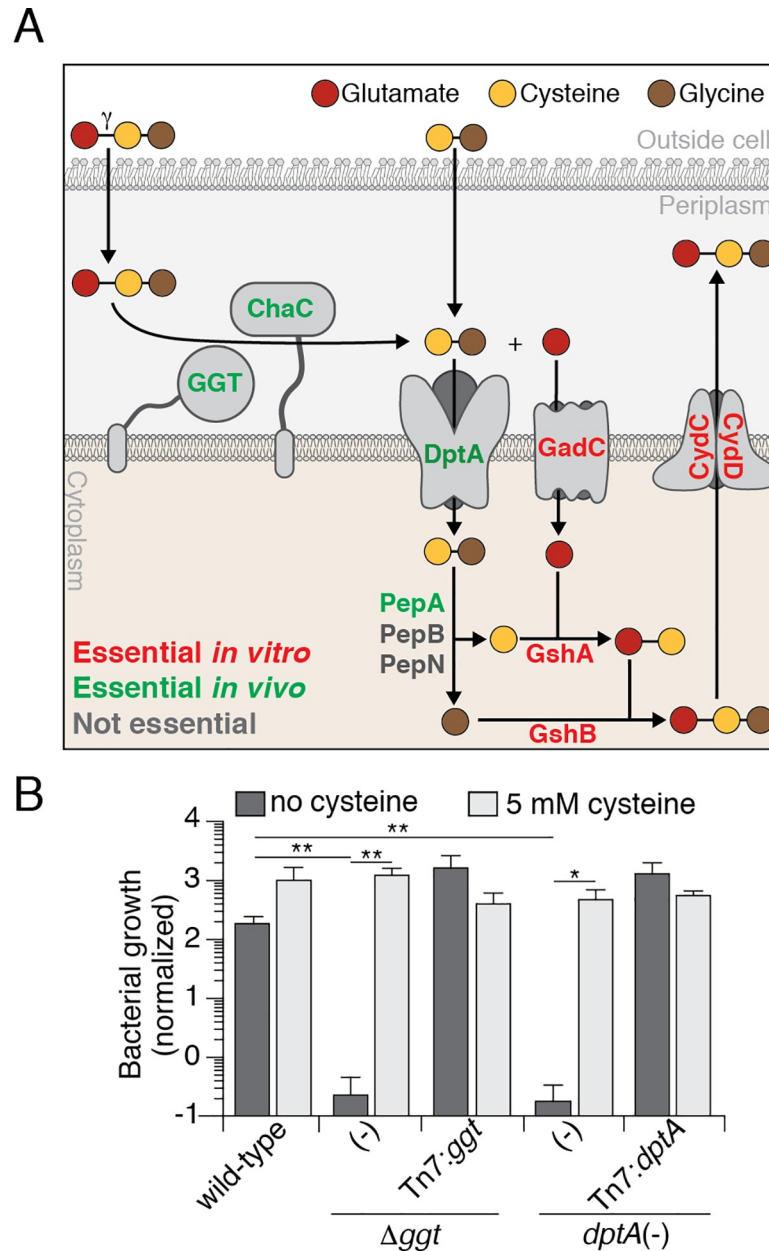 A
Glutamate Cysteine Glycine
γ
Outside cell
Periplasm
ChaC
+
GGT
DptA
GadC
CydC
CydD
Cytoplasm
PepA
PepB
PepN
GshA
GshB
Essential in vitro
Essential in vivo
Not essential
B
no cysteine 5 mM cysteine
Bacterial growth
(normalized)
4
3
2
1
0
-1
**
** **
*
wild-type
(-)
Tn7:ggt
(-)
Tn7:dptA
Δggt
dptA(-)